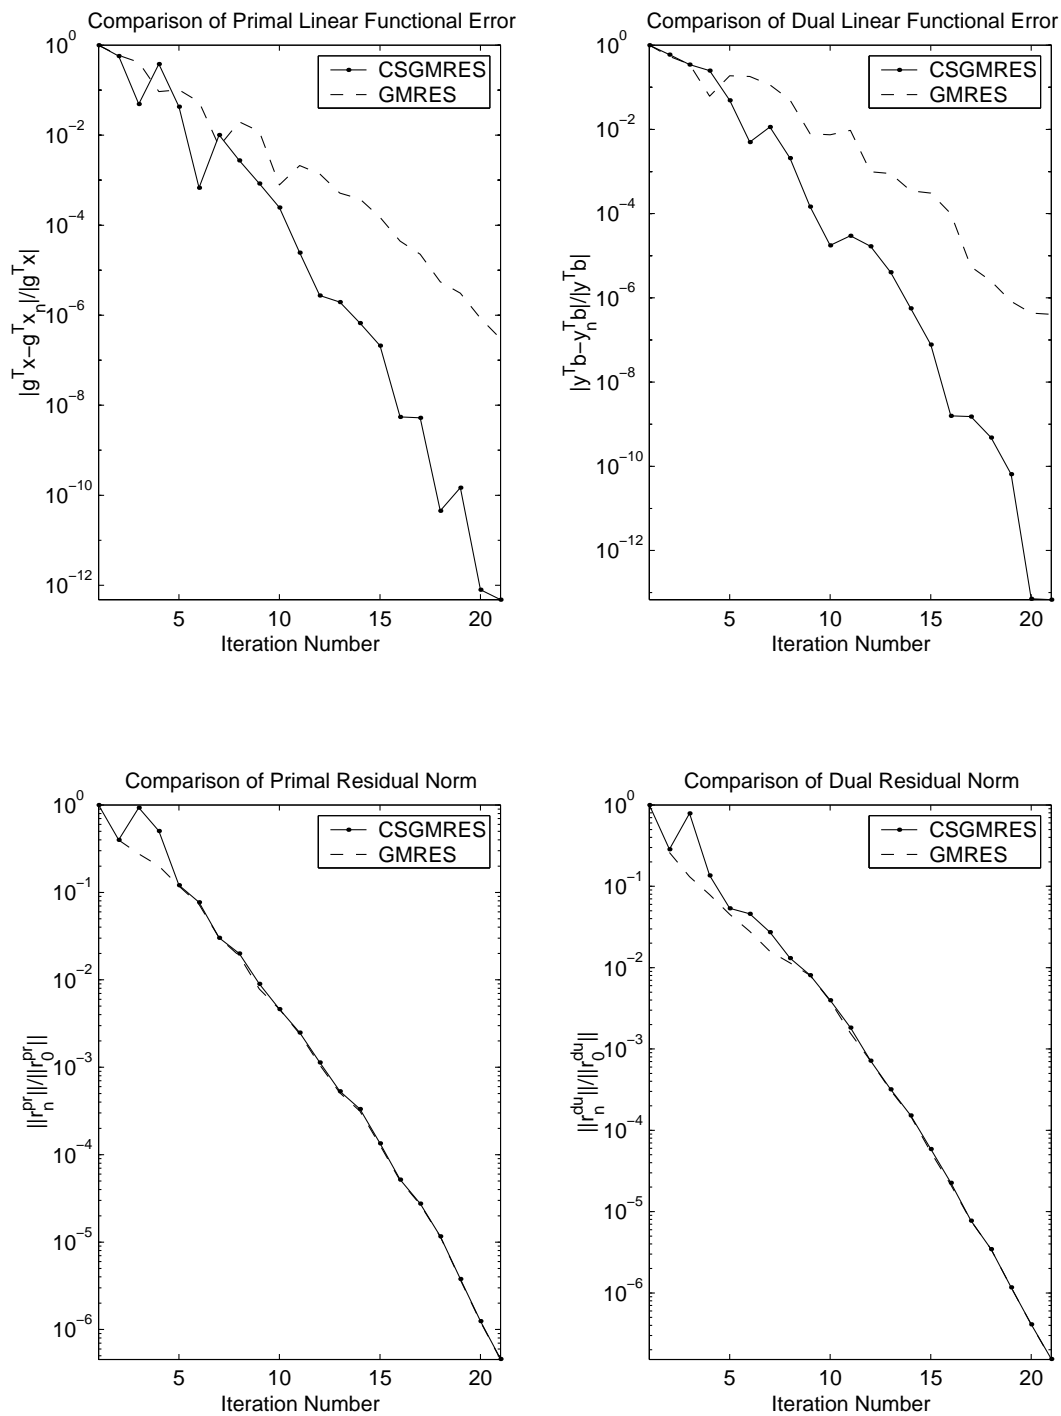 Comparison of Primal Linear Functional Error
10^0
10^−2
10^−4
10^−6
10^−8
10^−10
10^−12
|g^T x−g^T x_n|/|g^T x|
CSGMRES
GMRES
5 10 15 20
Iteration Number
Comparison of Dual Linear Functional Error
10^0
10^−2
10^−4
10^−6
10^−8
10^−10
10^−12
|y^T b−y_n^T b|/|y^T b|
CSGMRES
GMRES
5 10 15 20
Iteration Number
Comparison of Primal Residual Norm
10^0
10^−1
10^−2
10^−3
10^−4
10^−5
10^−6
||r_n^pr||/||r_0^pr||
CSGMRES
GMRES
5 10 15 20
Iteration Number
Comparison of Dual Residual Norm
10^0
10^−1
10^−2
10^−3
10^−4
10^−5
10^−6
||r_n^du||/||r_0^du||
CSGMRES
GMRES
5 10 15 20
Iteration Number